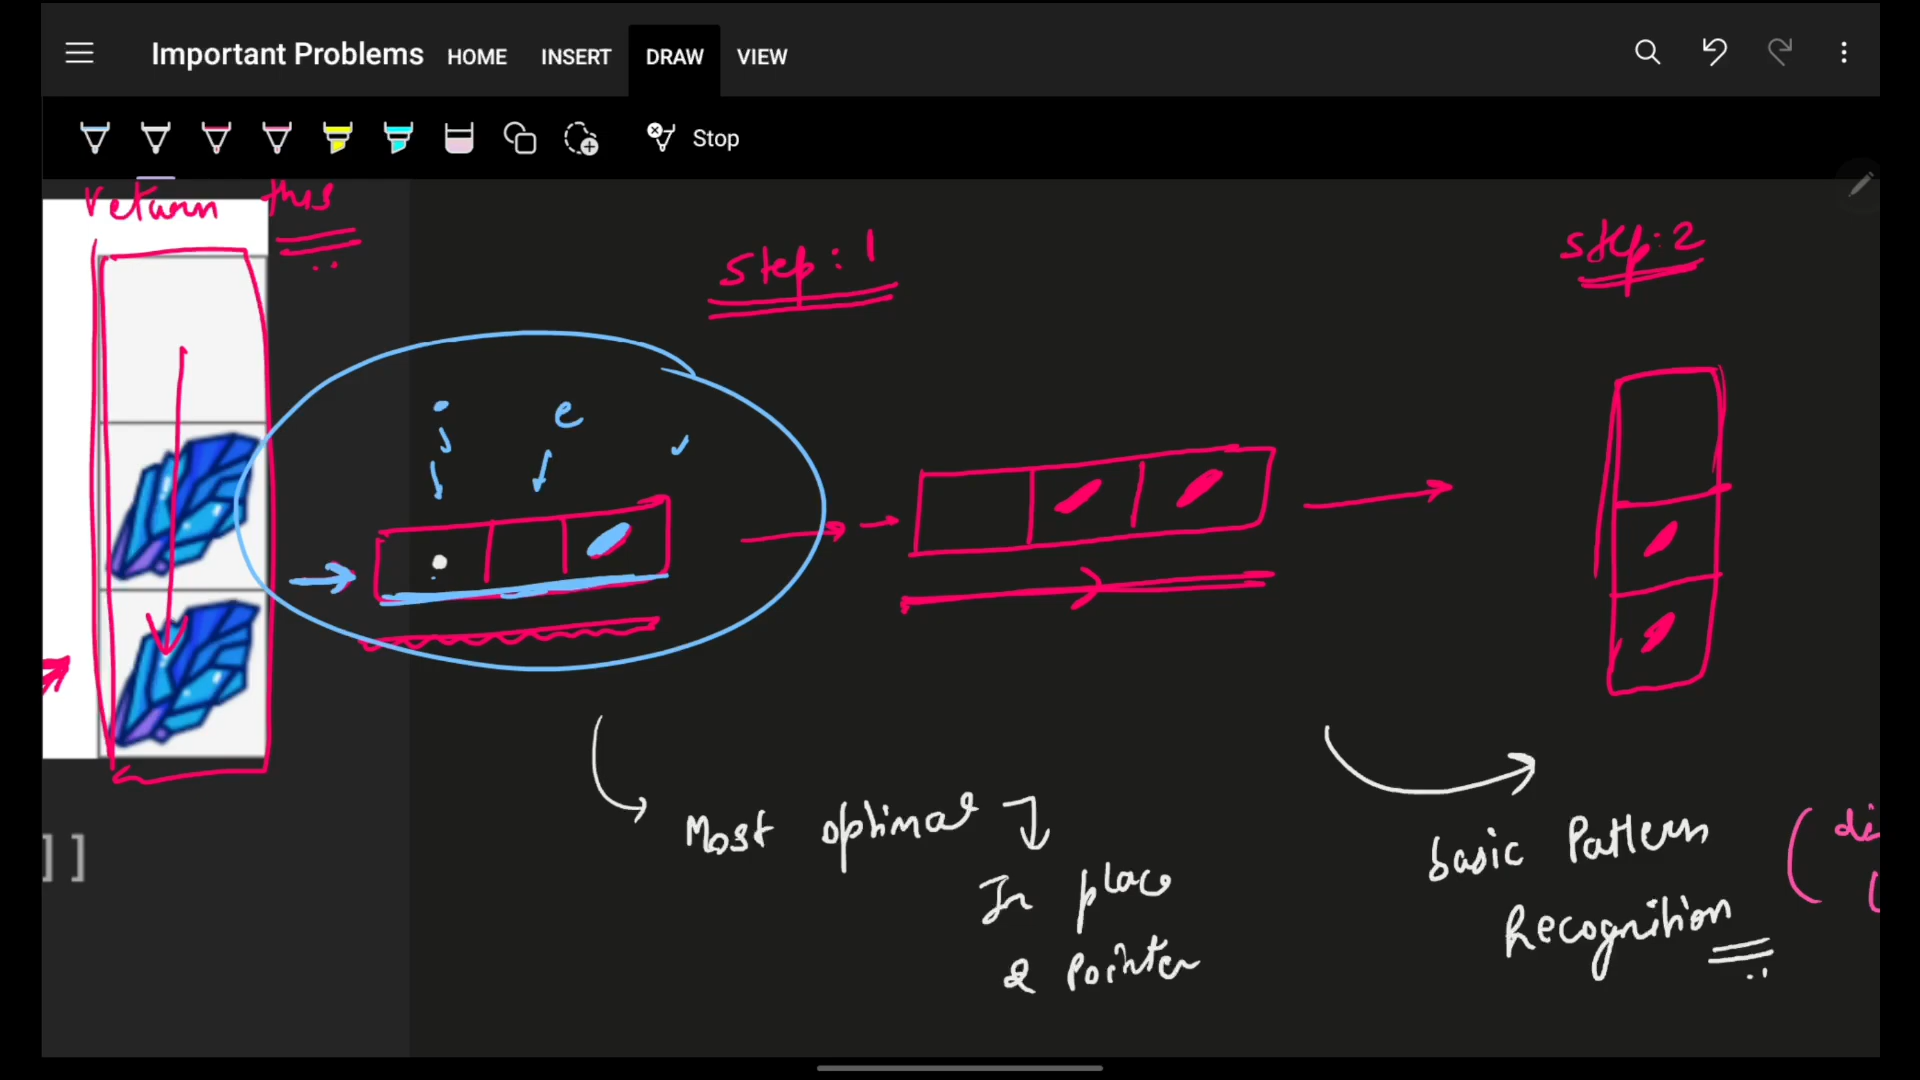 Important Problems HOME INSERT DRAW VIEW
Stop
return this
Step: 1
Step: 2
e
]]
Most optimal
In place
2 Pointer
basic Pattern
Recognition